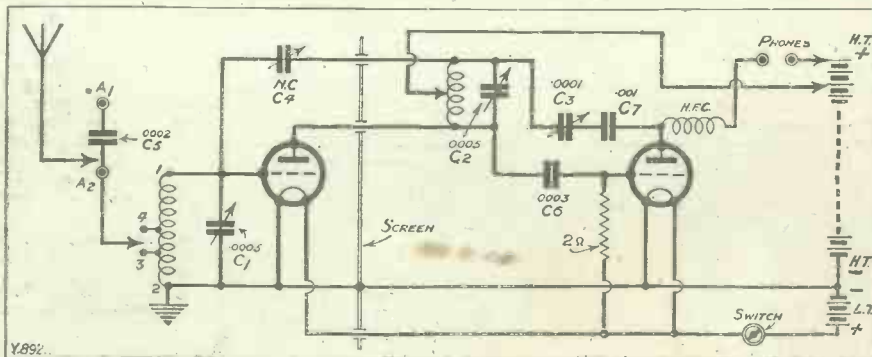 A1
.0002
C5
A2
1
4
3
2
.0005
C1
N.C
C4
SCREEN
.0005
C2
.0001
C3
.001
C7
.0003
C6
2Ω
H.F.C.
PHONES
H.T.
+
H.T.
−
−
L.T.
+
SWITCH
Y.892.